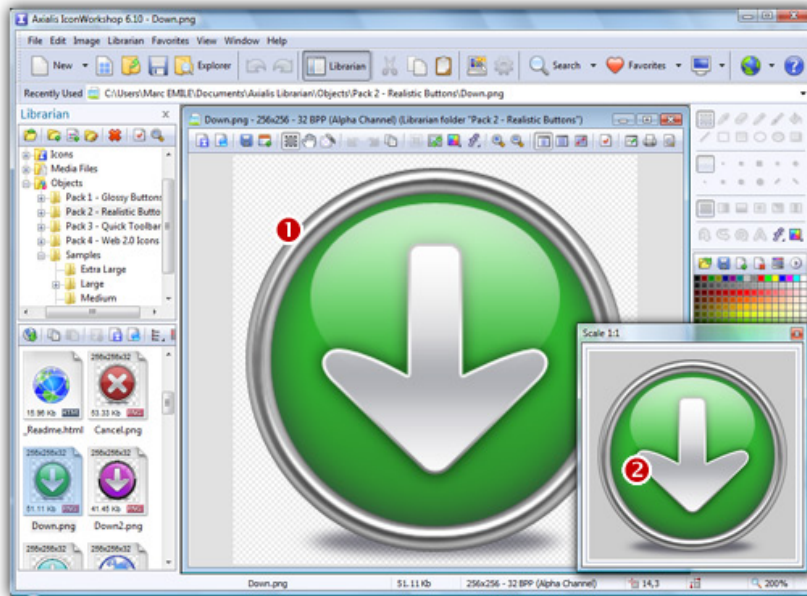 Axialis IconWorkshop 6.10 - Down.png
File Edit Image Librarian Favorites View Window Help
New Explorer Librarian Search Favorites
Recently Used C:\Users\Marc EMILE\Documents\Axialis Librarian\Objects\Pack 2 - Realistic Buttons\Down.png
Librarian x
Down.png - 256x256 - 32 BPP (Alpha Channel) (Librarian folder "Pack 2 - Realistic Buttons")
Icons
Media Files
Objects
Pack 1 - Glossy Buttons
Pack 2 - Realistic Butto
Pack 3 - Quick Toolbar
Pack 4 - Web 2.0 Icons
Samples
Extra Large
Large
Medium
1
Scale 1:1
2
256x256x32
15.96 Kb HTM 53.33 Kb PNG
_Readme.html Cancel.png
256x256x32 256x256x32
51.11 Kb PNG 41.45 Kb PNG
Down.png Down2.png
256x256x32 256x256x32
Down.png 51.11 Kb 256x256 - 32 BPP (Alpha Channel) 14,3 200%